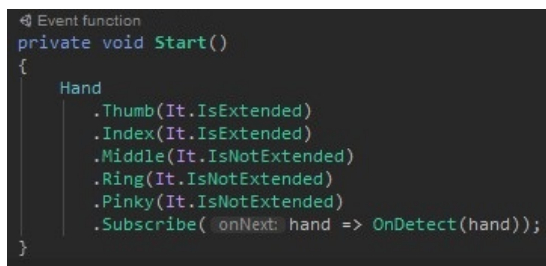 Event function
private void Start()
{
Hand
.Thumb(It.IsExtended)
.Index(It.IsExtended)
.Middle(It.IsNotExtended)
.Ring(It.IsNotExtended)
.Pinky(It.IsNotExtended)
.Subscribe( onNext: hand => OnDetect(hand));
}